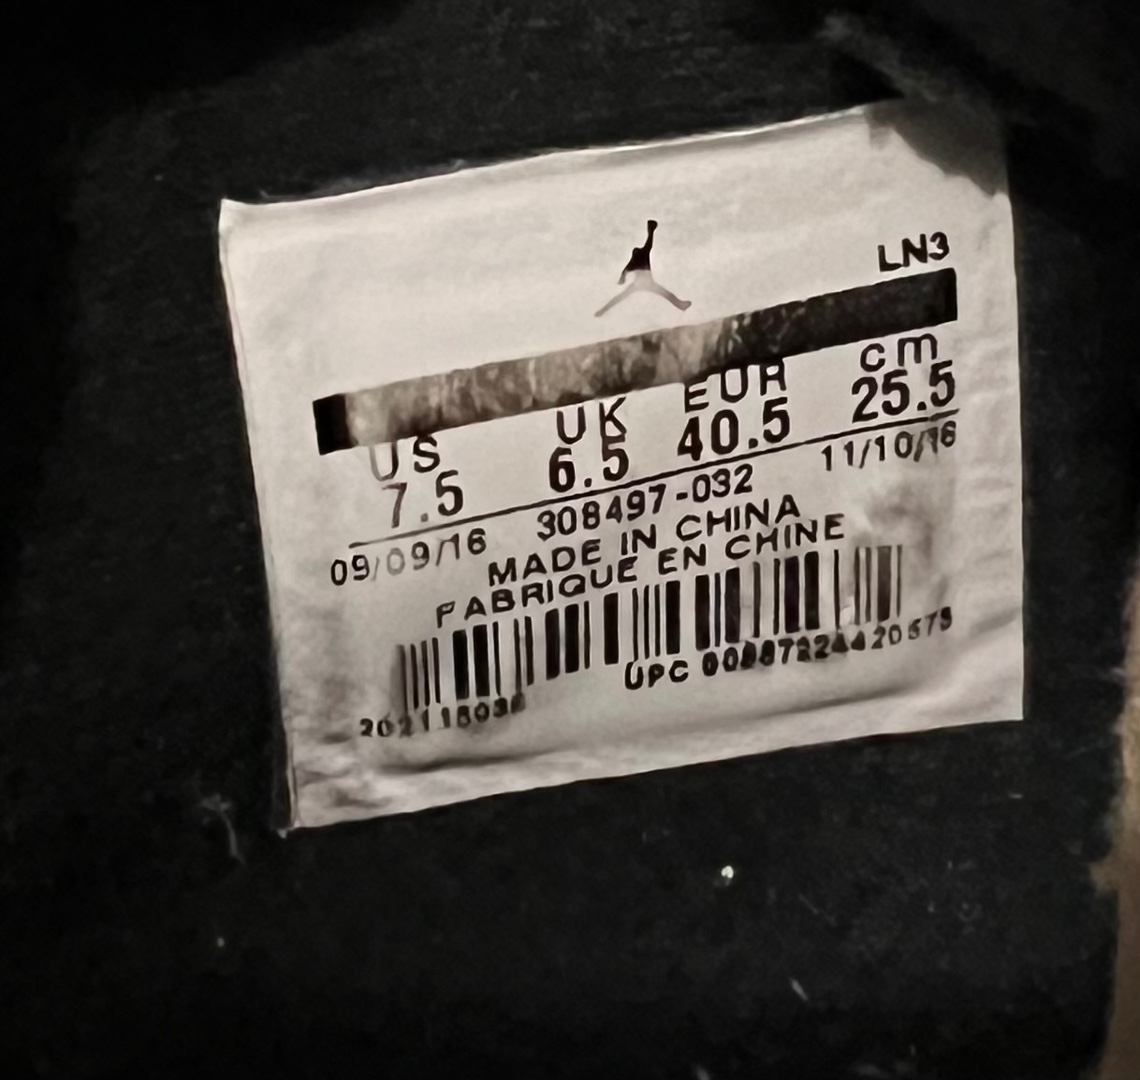 LN3
US UK EUR cm
7.5 6.5 40.5 25.5
09/09/16 308497-032 11/10/16
MADE IN CHINA
FABRIQUE EN CHINE
UPC